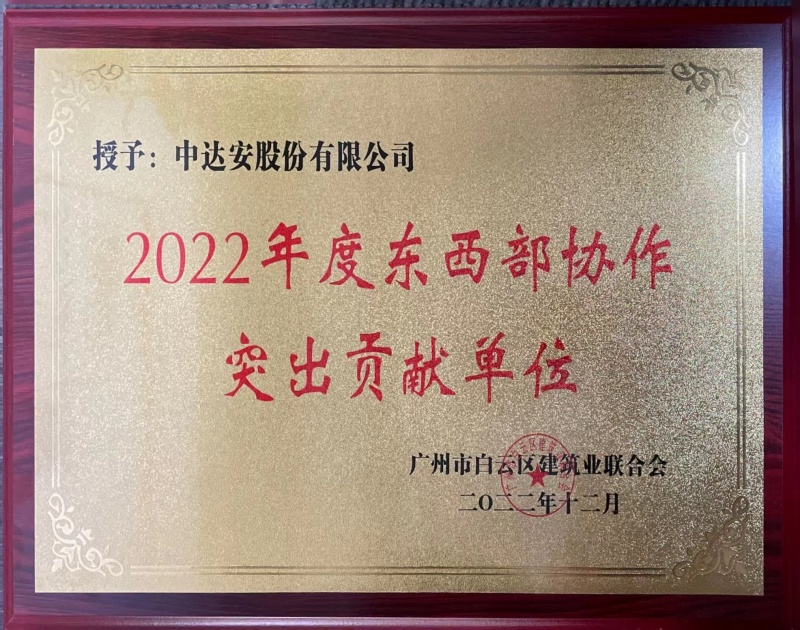 授予：中达安股份有限公司
2022年度东西部协作
突出贡献单位
广州市白云区建筑业联合会
二〇二二年十二月